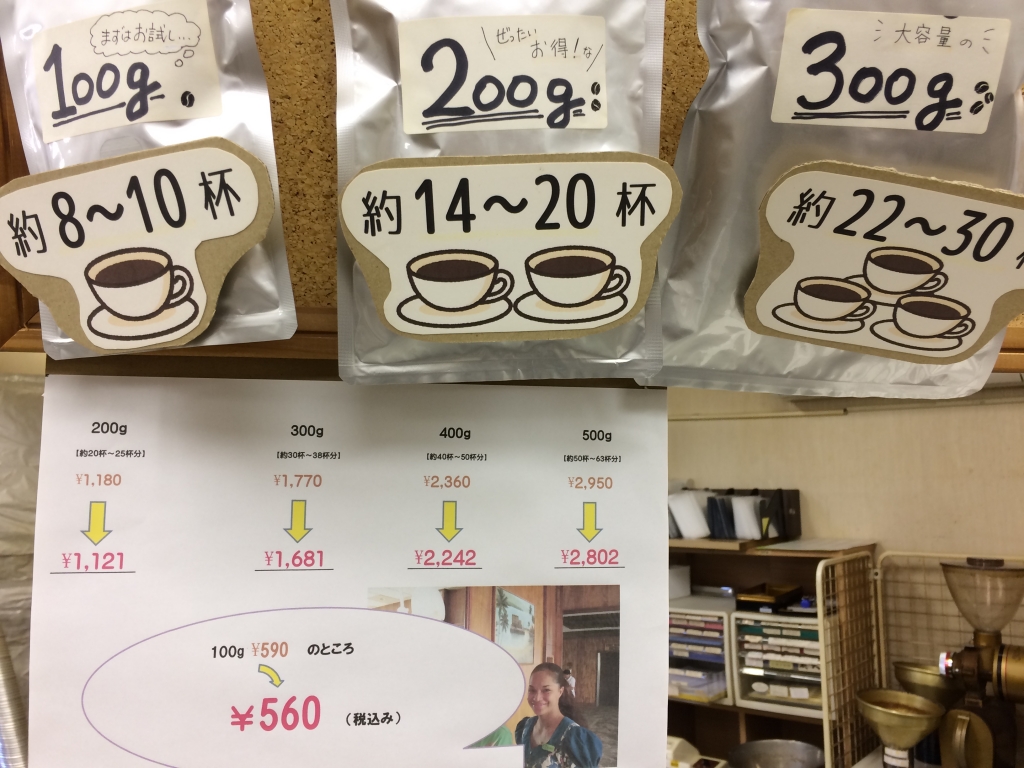 まずはお試し...
100g
約8〜10杯
ぜったい
お得!な
200g
約14〜20杯
大容量の
300g
約22〜30
200g
【約20杯〜25杯分】
¥1,180
¥1,121
300g
【約30杯〜38杯分】
¥1,770
¥1,681
400g
【約40杯〜50杯分】
¥2,360
¥2,242
500g
【約50杯〜63杯分】
¥2,950
¥2,802
100g ¥590 のところ
¥560 (税込み)